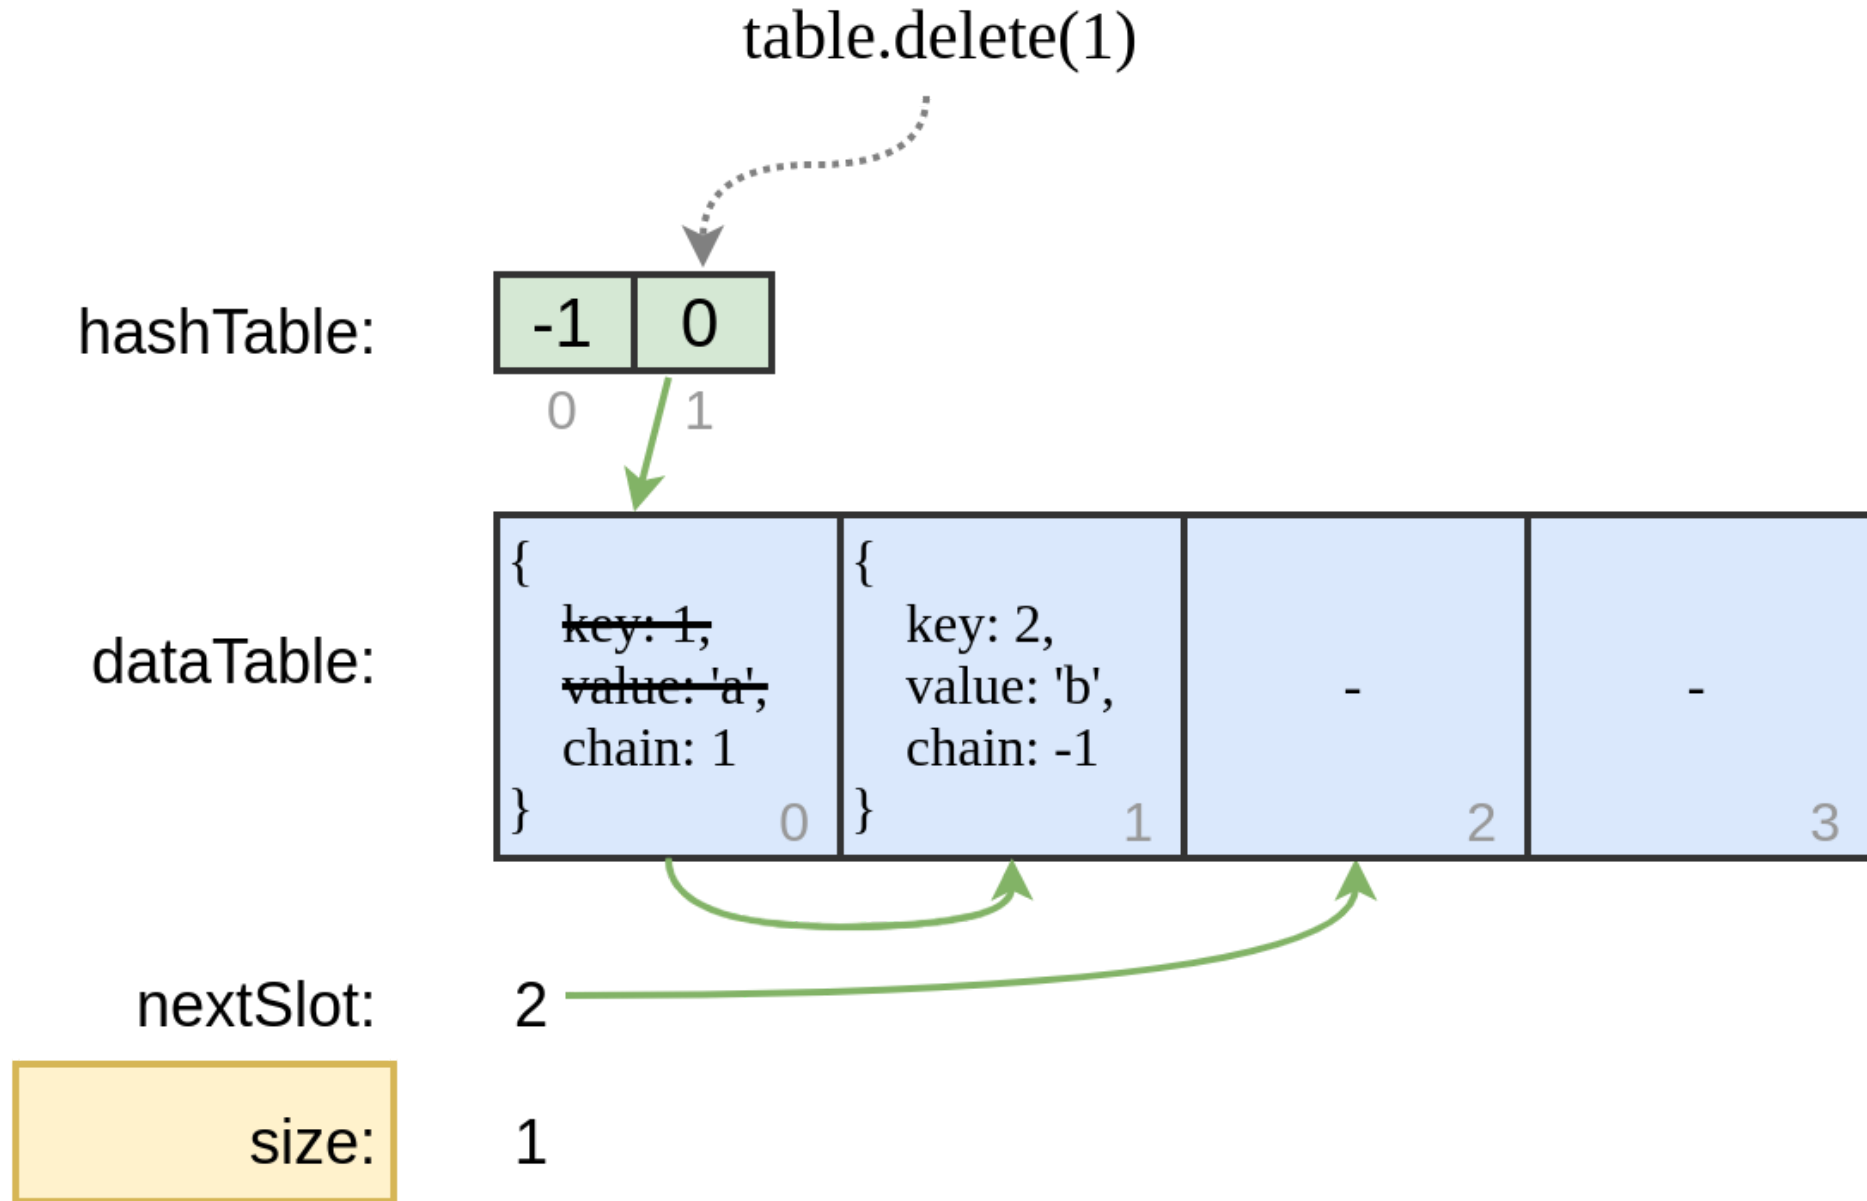 table.delete(1)
hashTable:
-1 0
0 1
dataTable:
{
key: 1,
value: 'a',
chain: 1
}
0
{
key: 2,
value: 'b',
chain: -1
}
1
-
2
-
3
nextSlot: 2
size: 1